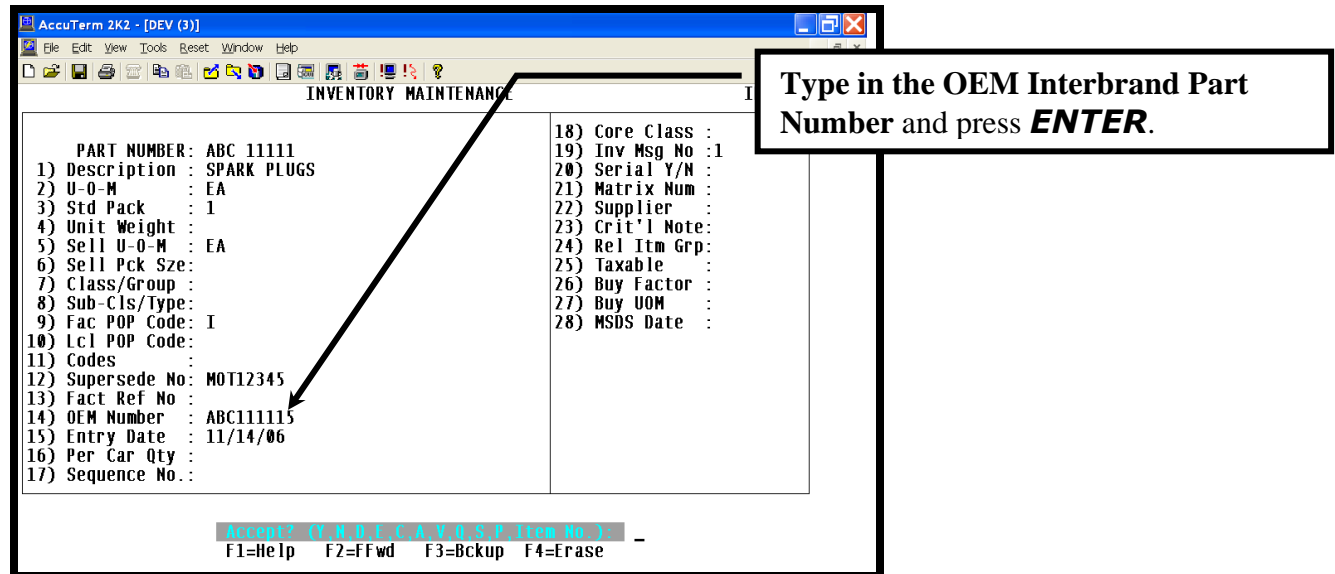 AccuTerm 2K2 - [DEV (3)]
File Edit View Tools Reset Window Help
INVENTORY MAINTENANCE I
PART NUMBER: ABC 11111
1) Description : SPARK PLUGS
2) U-O-M : EA
3) Std Pack : 1
4) Unit Weight :
5) Sell U-O-M : EA
6) Sell Pck Sze:
7) Class/Group :
8) Sub-Cls/Type:
9) Fac POP Code: I
10) Lcl POP Code:
11) Codes :
12) Supersede No: MOT12345
13) Fact Ref No :
14) OEM Number : ABC111115
15) Entry Date : 11/14/06
16) Per Car Qty :
17) Sequence No.:
18) Core Class :
19) Inv Msg No :1
20) Serial Y/N :
21) Matrix Num :
22) Supplier :
23) Crit'l Note:
24) Rel Itm Grp:
25) Taxable :
26) Buy Factor :
27) Buy UOM :
28) MSDS Date :
Accept? (Y,N,D,F,C,A,V,Q,S,P,Item No.): _
F1=Help F2=FFwd F3=Bckup F4=Erase
Type in the OEM Interbrand Part
Number and press ENTER.